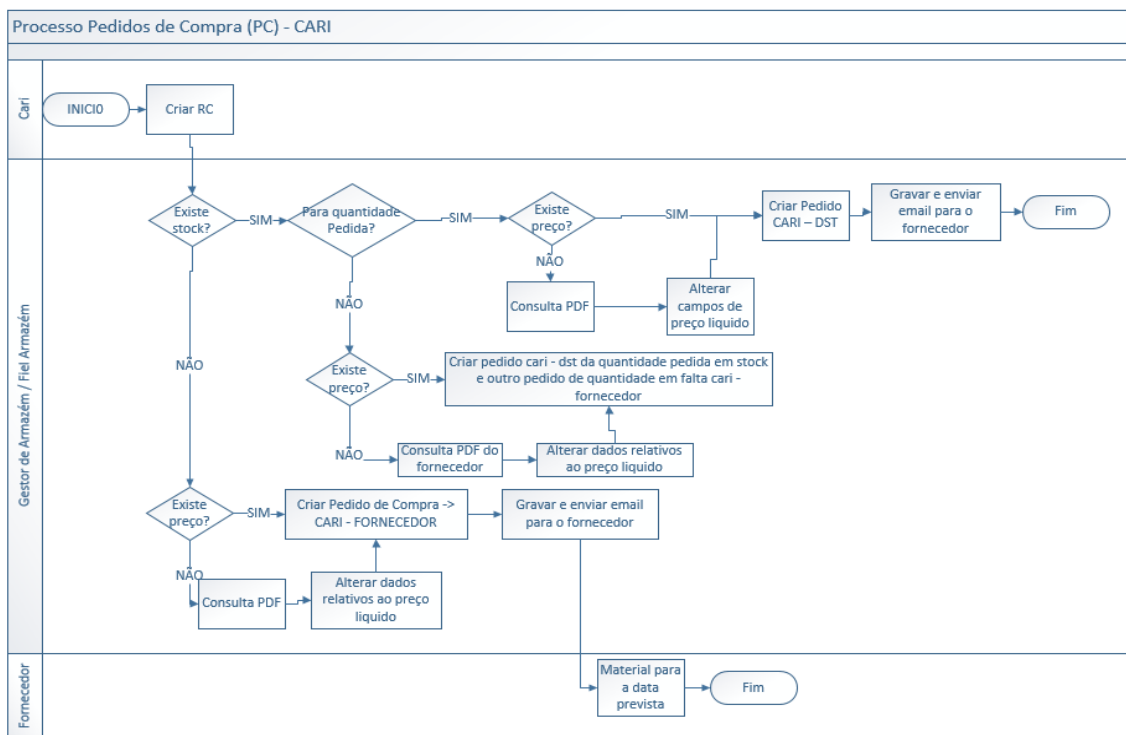 Processo Pedidos de Compra (PC) - CARI
Cari
INICI0
Criar RC
Gestor de Armazém / Fiel Armazém
Existe
stock?
SIM
Para quantidade
Pedida?
SIM
Existe
preço?
SIM
Criar Pedido
CARI – DST
Gravar e enviar
email para o
fornecedor
Fim
NÃO
Consulta PDF
Alterar
campos de
preço liquido
NÃO
NÃO
Existe
preço?
SIM
Criar pedido cari - dst da quantidade pedida em stock
e outro pedido de quantidade em falta cari -
fornecedor
NÃO
Consulta PDF do
fornecedor
Alterar dados relativos
ao preço liquido
Existe
preço?
SIM
Criar Pedido de Compra ->
CARI - FORNECEDOR
Gravar e enviar email
para o fornecedor
NÃO
Consulta PDF
Alterar dados
relativos ao preço
liquido
Fornecedor
Material para
a data
prevista
Fim